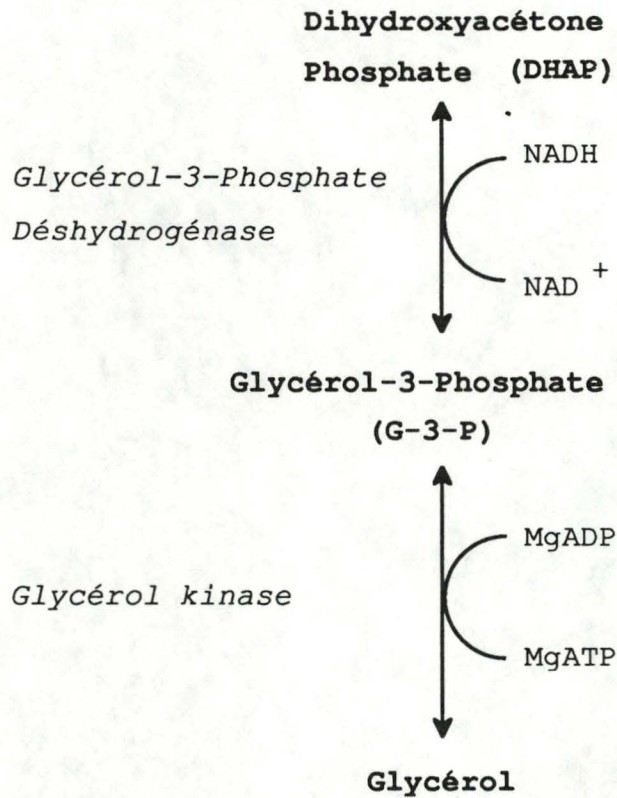 Dihydroxyacétone
Phosphate (DHAP)
NADH
Glycérol-3-Phosphate
Déshydrogénase
NAD +
Glycérol-3-Phosphate
(G-3-P)
MgADP
Glycérol kinase
MgATP
Glycérol